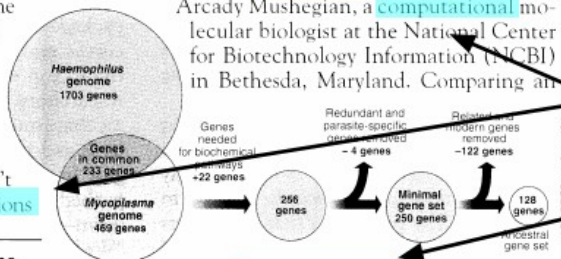 Arcady Mushegian, a computational mo-
lecular biologist at the National Center
for Biotechnology Information (NCBI)
in Bethesda, Maryland. Comparing an
Haemophilus
genome
1703 genes
Genes
in common
233 genes
Mycoplasma
genome
469 genes
Genes
needed
for biochemical
pathways
+22 genes
256
genes
Redundant and
parasite-specific
genes removed
– 4 genes
Minimal
gene set
250 genes
Related
modern genes
removed
–122 genes
128
genes
Ancestral
gene set